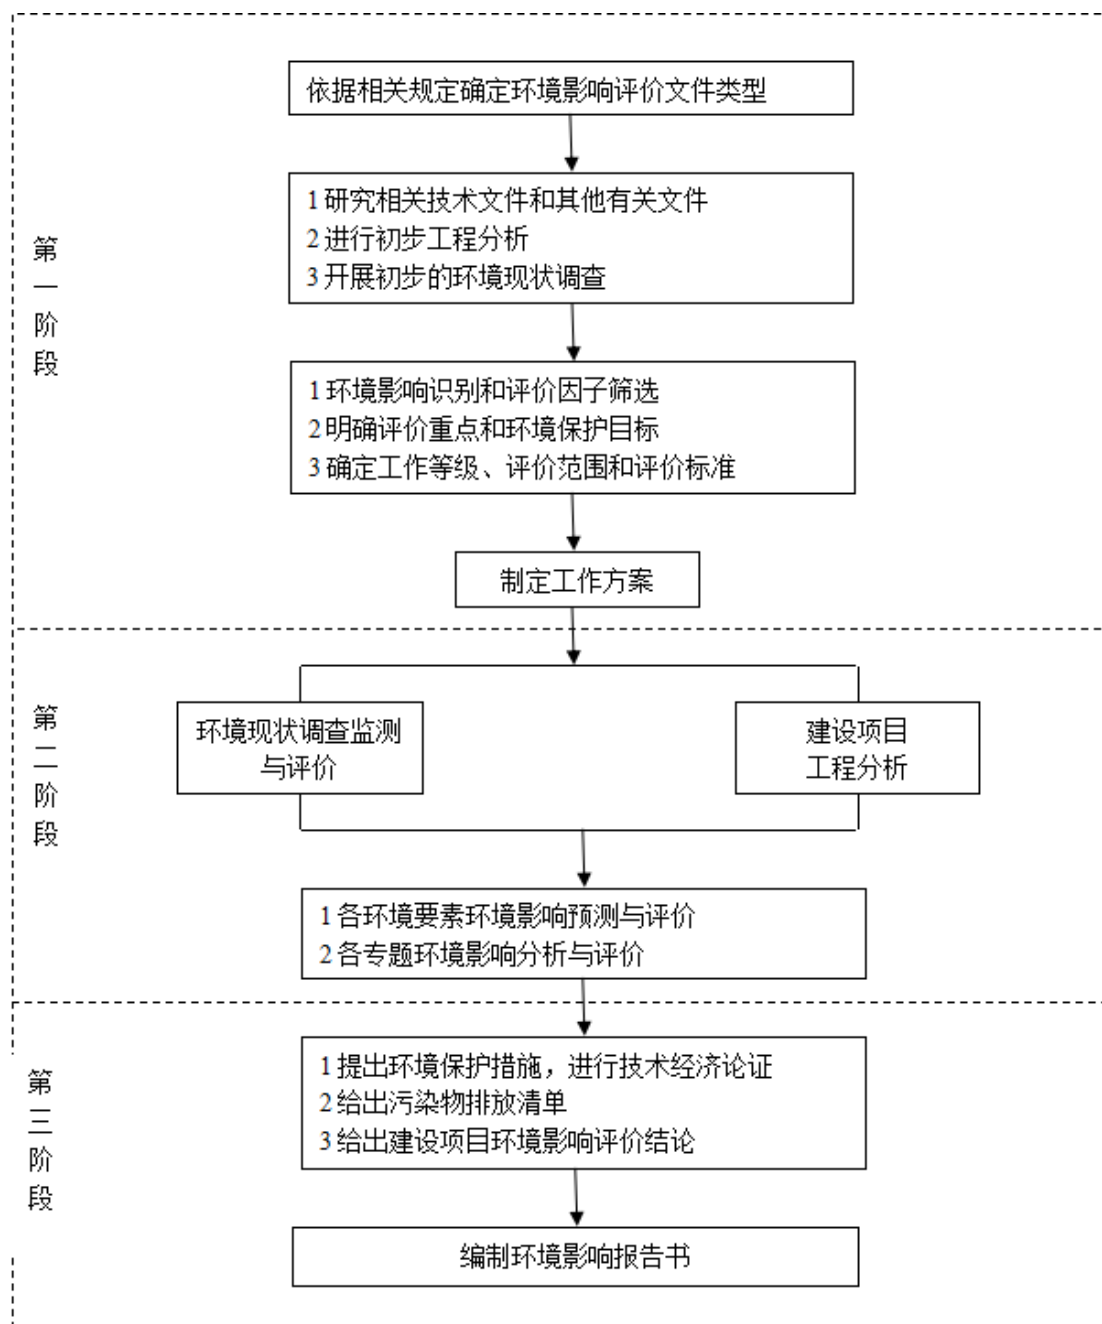 依据相关规定确定环境影响评价文件类型
1 研究相关技术文件和其他有关文件
2 进行初步工程分析
3 开展初步的环境现状调查
第一阶段
1 环境影响识别和评价因子筛选
2 明确评价重点和环境保护目标
3 确定工作等级、评价范围和评价标准
制定工作方案
第二阶段
环境现状调查监测
与评价
建设项目
工程分析
1 各环境要素环境影响预测与评价
2 各专题环境影响分析与评价
第三阶段
1 提出环境保护措施，进行技术经济论证
2 给出污染物排放清单
3 给出建设项目环境影响评价结论
编制环境影响报告书